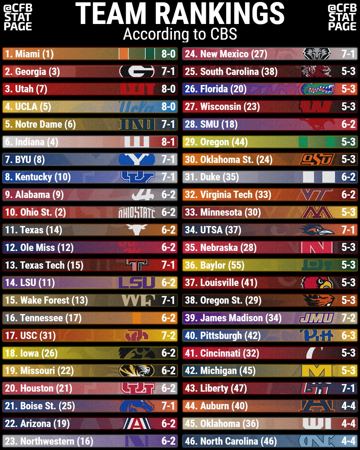 @CFB STAT PAGE
TEAM RANKINGS
@CFB STAT PAGE
According to CBS
1. Miami (1) 8-0
2. Georgia (3) 7-1
3. Utah (7) 8-0
4. UCLA (5) 8-0
5. Notre Dame (6) 7-1
6. Indiana (4) 8-1
7. BYU (8) 7-1
8. Kentucky (10) 7-1
9. Alabama (9) 6-2
10. Ohio St. (2) OHIO STATE 6-2
11. Texas (14) 6-2
12. Ole Miss (12) 6-2
13. Texas Tech (15) 7-1
14. LSU (11) LSU 6-2
15. Wake Forest (13) WF 7-1
16. Tennessee (17) 6-2
17. USC (31) 7-2
18. Iowa (26) 6-2
19. Missouri (22) 6-2
20. Houston (21) 6-2
21. Boise St. (25) 7-1
22. Arizona (19) 6-2
23. Northwestern (16) 6-2
24. New Mexico (27) 7-1
25. South Carolina (38) 5-3
26. Florida (20) 5-3
27. Wisconsin (23) 5-3
28. SMU (18) 6-2
29. Oregon (44) 5-3
30. Oklahoma St. (24) OSU 5-3
31. Duke (35) 6-2
32. Virginia Tech (33) 6-2
33. Minnesota (30) 5-3
34. UTSA (37) 7-1
35. Nebraska (28) 5-3
36. Baylor (55) 5-3
37. Louisville (41) 5-3
38. Oregon St. (29) 5-3
39. James Madison (34) JMU 7-2
40. Pittsburgh (42) 6-3
41. Cincinnati (32) 5-3
42. Michigan (45) 5-3
43. Liberty (47) 7-1
44. Auburn (40) 4-4
45. Oklahoma (36) 4-4
46. North Carolina (46) 4-4